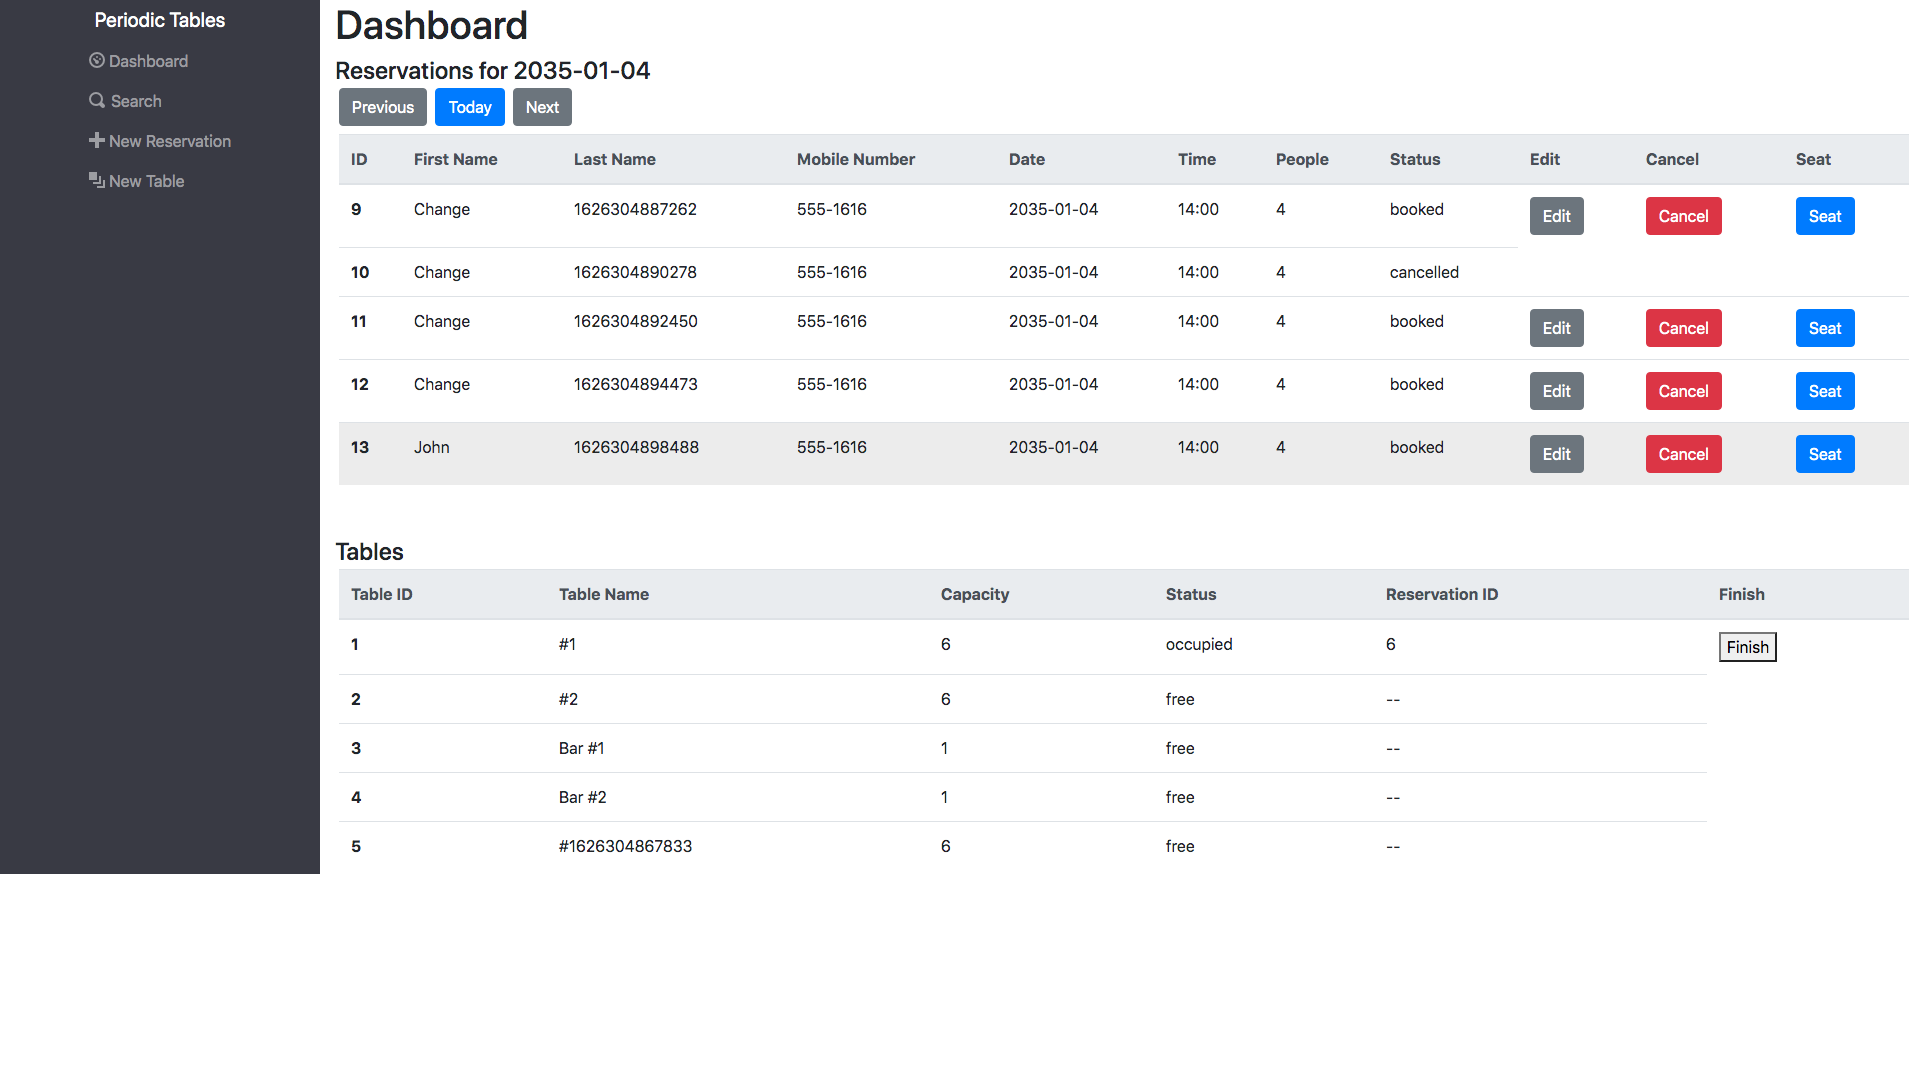 Periodic Tables
Dashboard
Search
New Reservation
New Table
Dashboard
Reservations for 2035-01-04
Previous Today Next
ID First Name Last Name Mobile Number Date Time People Status Edit Cancel Seat
9 Change 1626304887262 555-1616 2035-01-04 14:00 4 booked Edit Cancel Seat
10 Change 1626304890278 555-1616 2035-01-04 14:00 4 cancelled
11 Change 1626304892450 555-1616 2035-01-04 14:00 4 booked Edit Cancel Seat
12 Change 1626304894473 555-1616 2035-01-04 14:00 4 booked Edit Cancel Seat
13 John 1626304898488 555-1616 2035-01-04 14:00 4 booked Edit Cancel Seat
Tables
Table ID Table Name Capacity Status Reservation ID Finish
1 #1 6 occupied 6 Finish
2 #2 6 free --
3 Bar #1 1 free --
4 Bar #2 1 free --
5 #1626304867833 6 free --